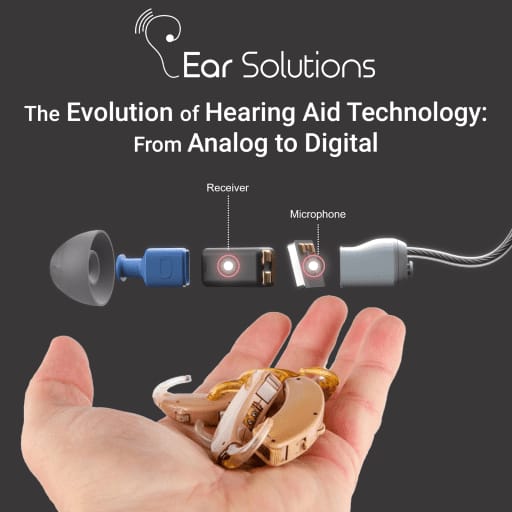 Ear Solutions
The Evolution of Hearing Aid Technology:
From Analog to Digital
Receiver
Microphone